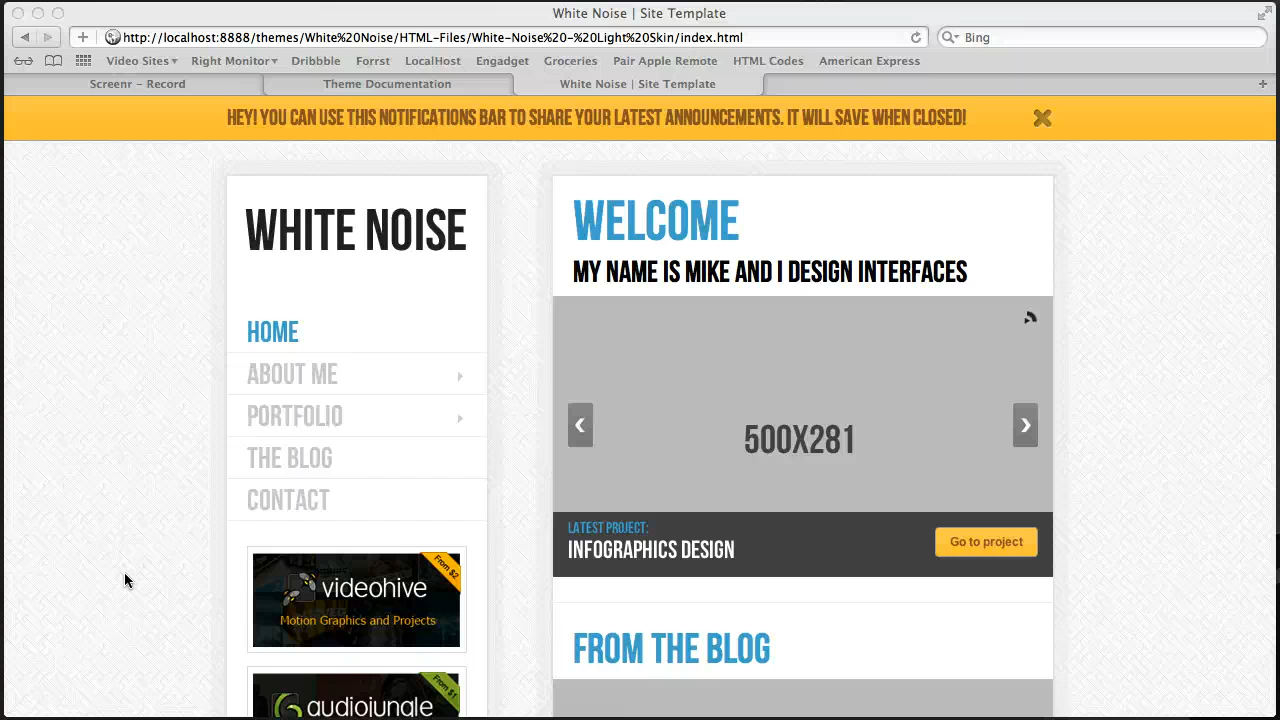 White Noise | Site Template
http://localhost:8888/themes/White%20Noise/HTML-Files/White-Noise%20-%20Light%20Skin/index.html
Bing
Video Sites Right Monitor Dribbble Forrst LocalHost Engadget Groceries Pair Apple Remote HTML Codes American Express
Screenr – Record Theme Documentation White Noise | Site Template
HEY! YOU CAN USE THIS NOTIFICATIONS BAR TO SHARE YOUR LATEST ANNOUNCEMENTS. IT WILL SAVE WHEN CLOSED!
WHITE NOISE
HOME
ABOUT ME
PORTFOLIO
THE BLOG
CONTACT
From $2
videohive
Motion Graphics and Projects
From $1
audiojungle
WELCOME
MY NAME IS MIKE AND I DESIGN INTERFACES
500X281
LATEST PROJECT:
INFOGRAPHICS DESIGN
Go to project
FROM THE BLOG